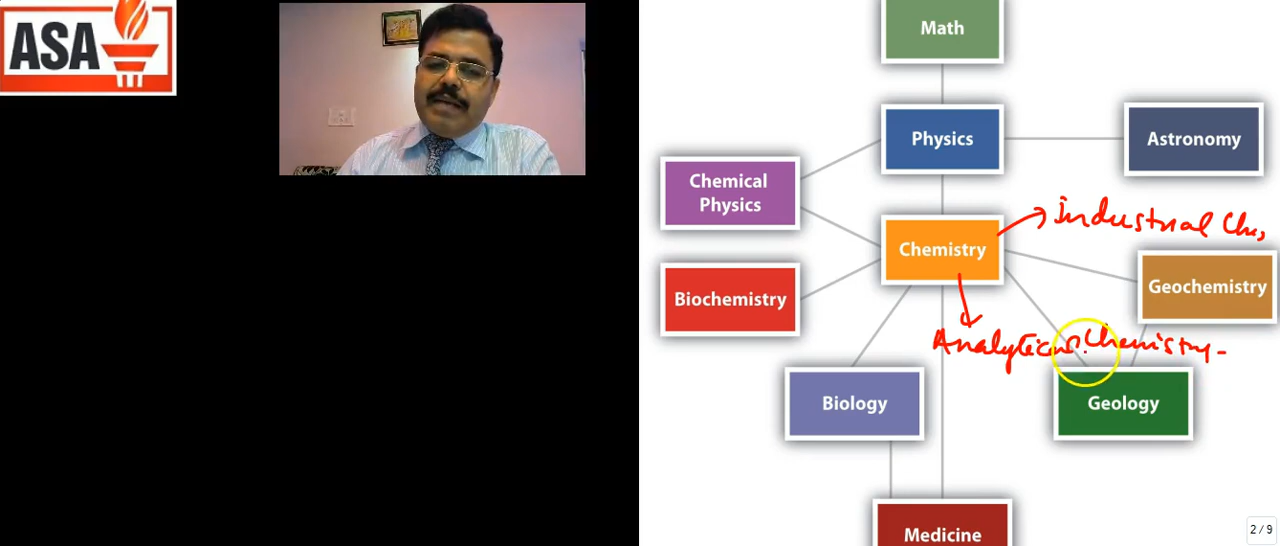 ASA
Math
Physics
Astronomy
Chemical
Physics
industrial Che,
Chemistry
Geochemistry
Biochemistry
Analytical Chemistry-
Biology
Geology
Medicine
2 / 9